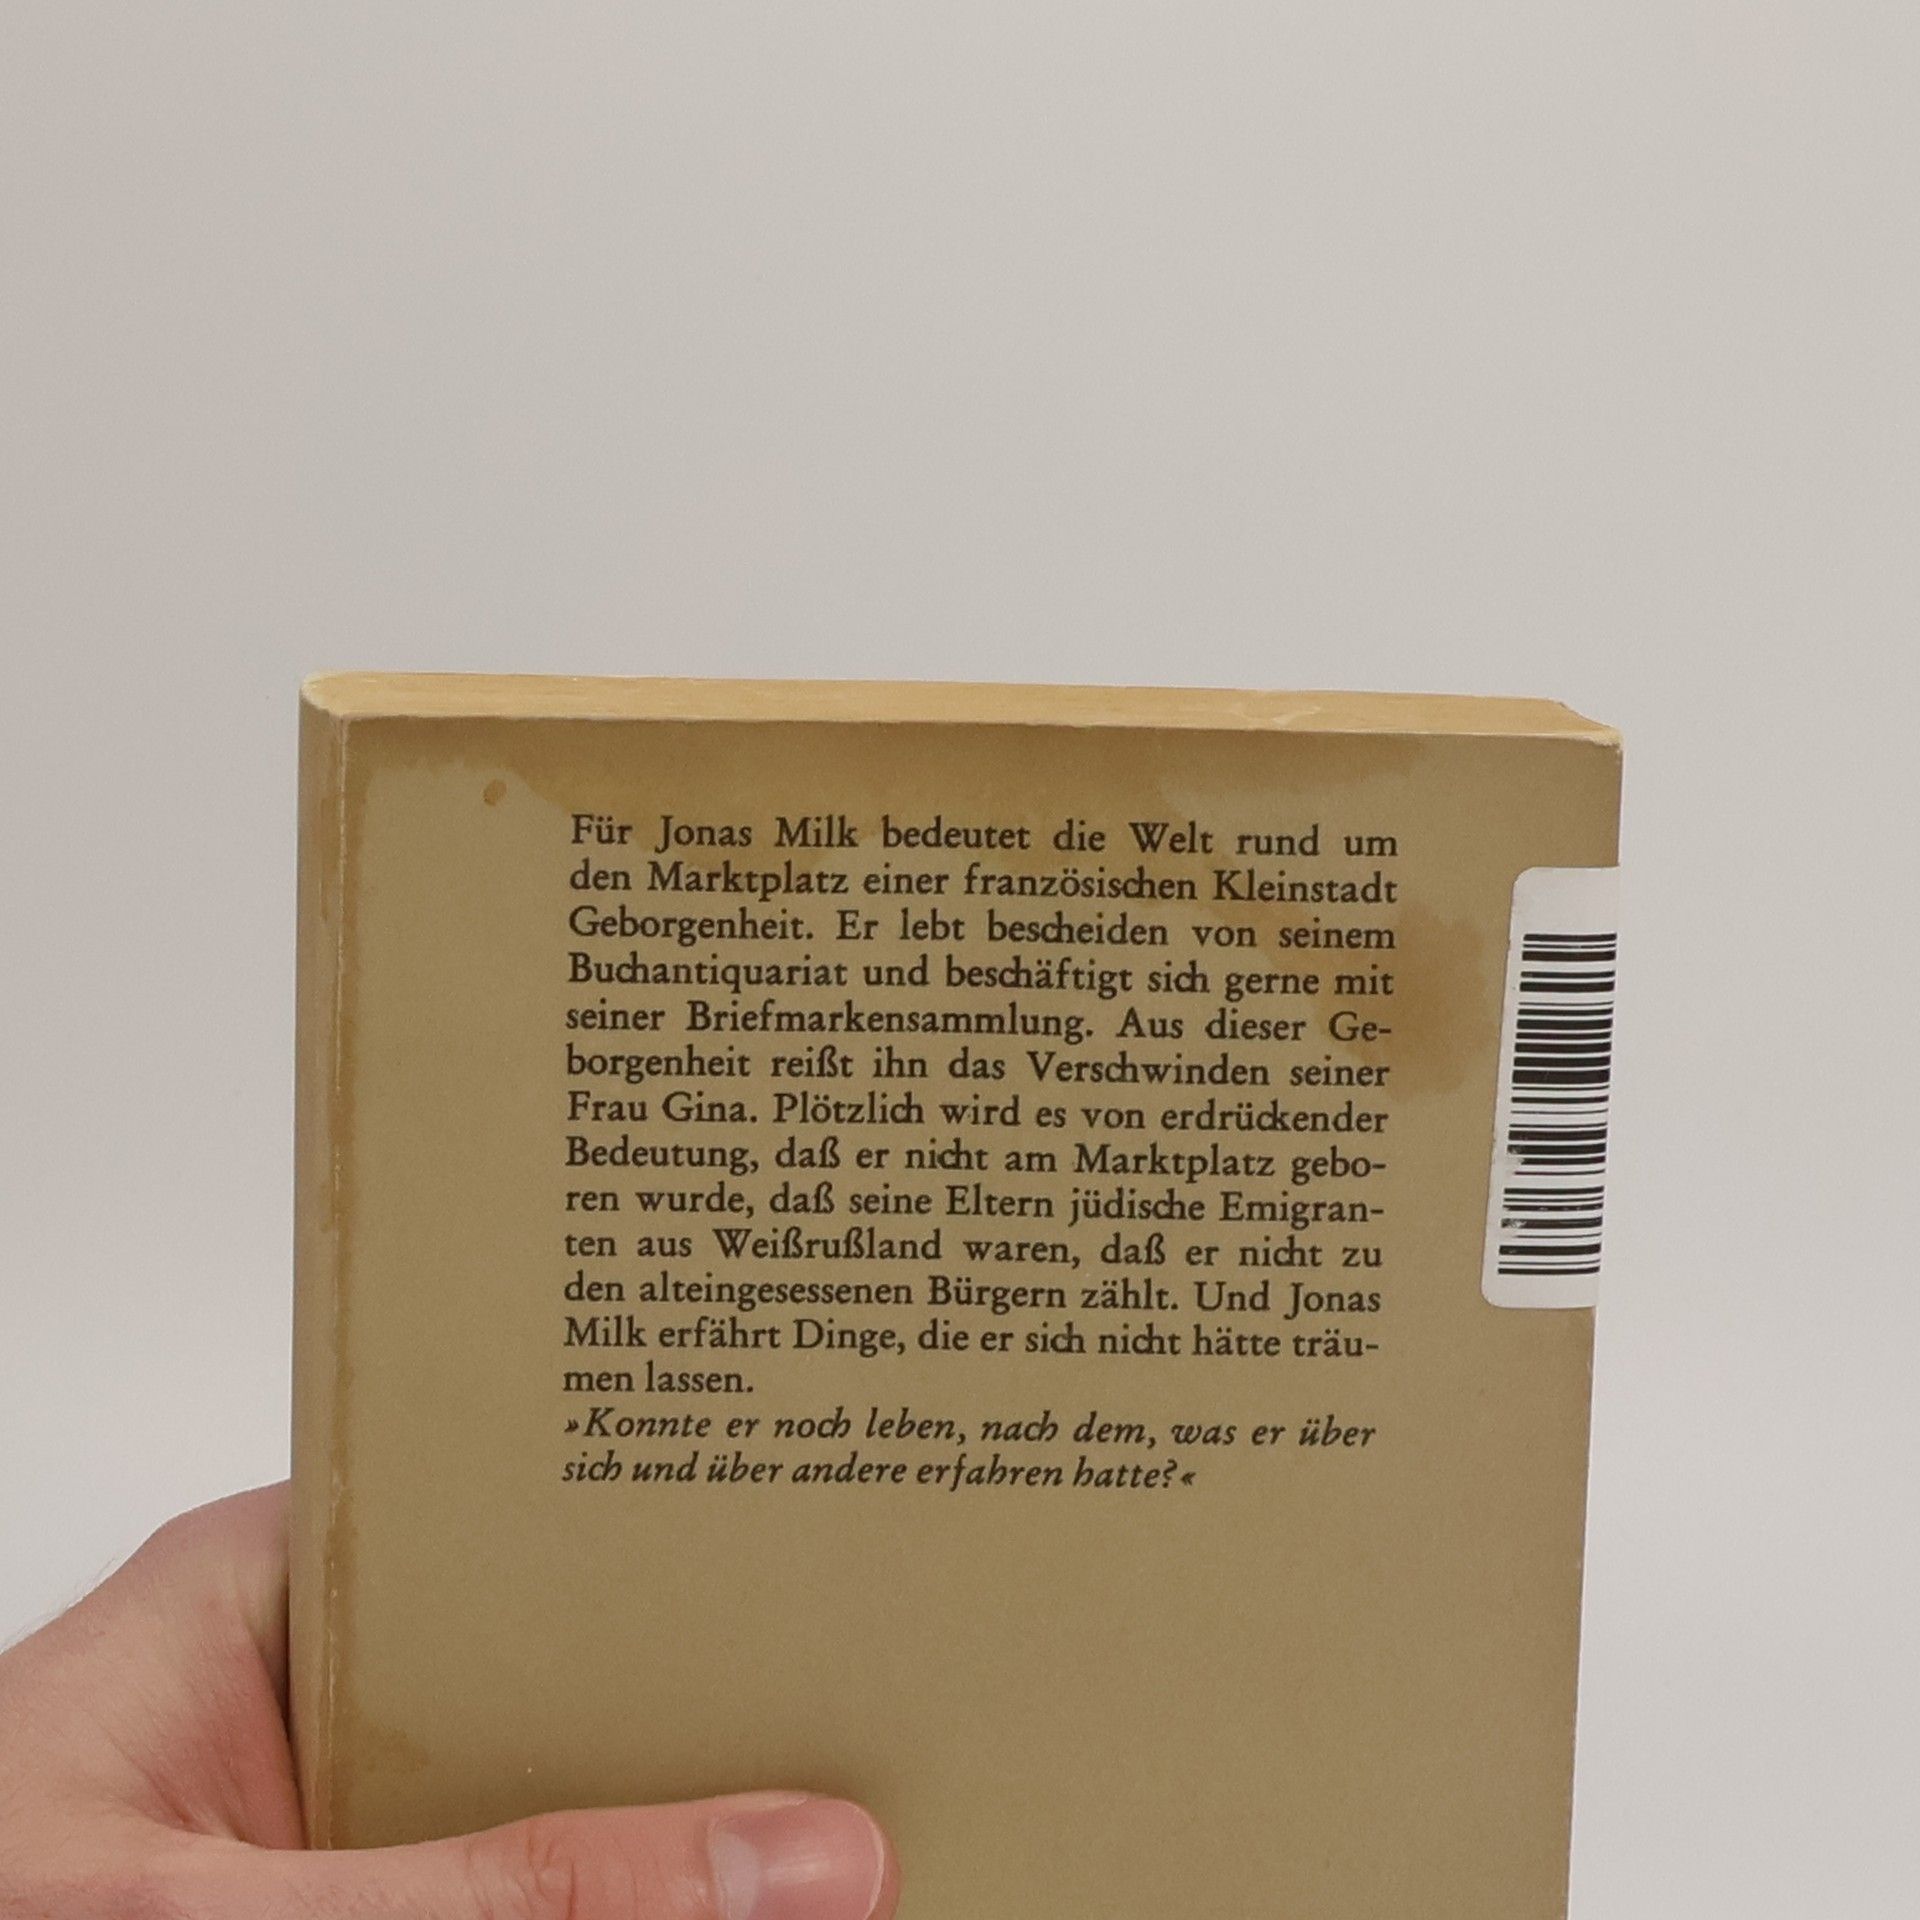 Für Jonas Milk bedeutet die Welt rund um
den Marktplatz einer französischen Kleinstadt
Geborgenheit. Er lebt bescheiden von seinem
Buchantiquariat und beschäftigt sich gerne mit
seiner Briefmarkensammlung. Aus dieser Ge-
borgenheit reißt ihn das Verschwinden seiner
Frau Gina. Plötzlich wird es von erdrückender
Bedeutung, daß er nicht am Marktplatz gebo-
ren wurde, daß seine Eltern jüdische Emigran-
ten aus Weißrußland waren, daß er nicht zu
den alteingesessenen Bürgern zählt. Und Jonas
Milk erfährt Dinge, die er sich nicht hätte träu-
men lassen.
»Konnte er noch leben, nach dem, was er über
sich und über andere erfahren hatte?«